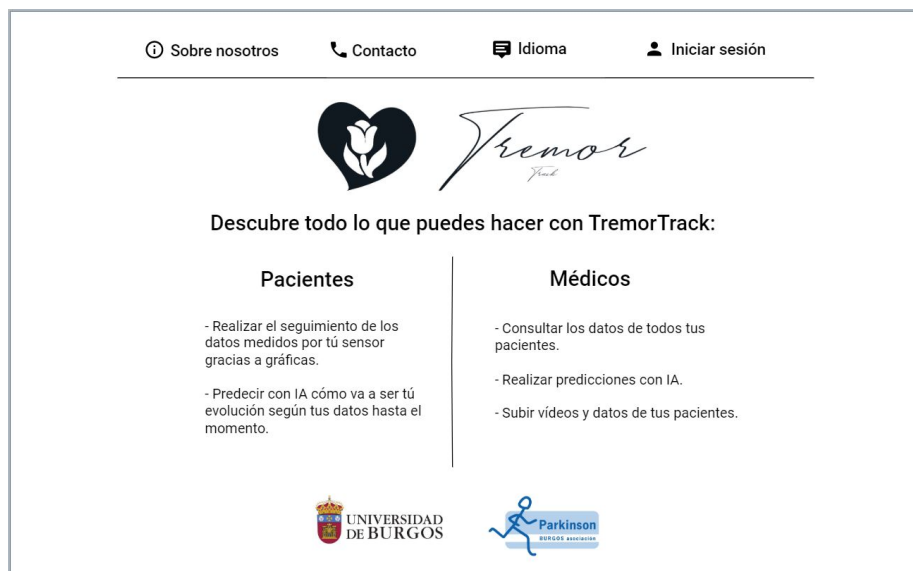 Sobre nosotros
Contacto
Idioma
Iniciar sesión
Tremor
Track
Descubre todo lo que puedes hacer con TremorTrack:
Pacientes
- Realizar el seguimiento de los
datos medidos por tú sensor
gracias a gráficas.
- Predecir con IA cómo va a ser tú
evolución según tus datos hasta el
momento.
Médicos
- Consultar los datos de todos tus
pacientes.
- Realizar predicciones con IA.
- Subir vídeos y datos de tus pacientes.
UNIVERSIDAD
DE BURGOS
Parkinson
BURGOS asociación